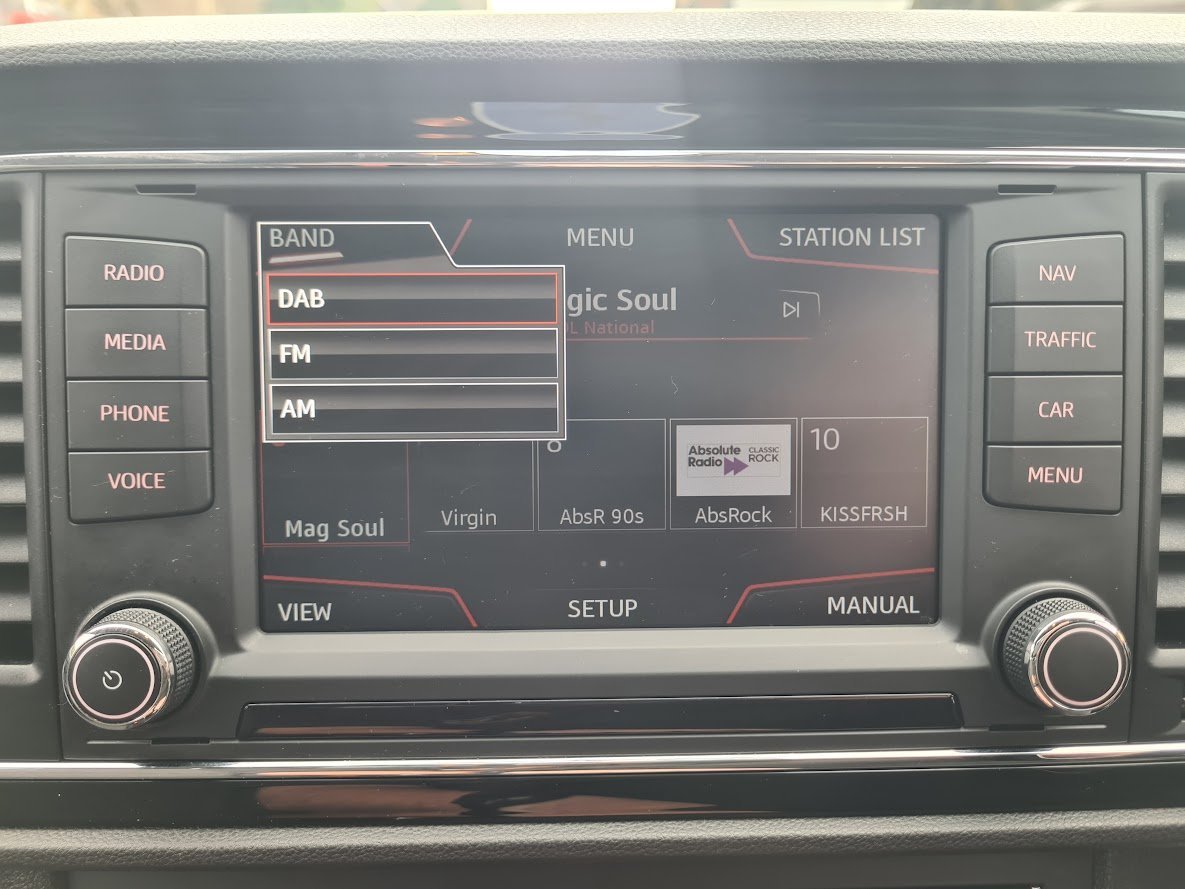 BAND
MENU
STATION LIST
RADIO
MEDIA
PHONE
VOICE
DAB
FM
AM
gic Soul
L National
NAV
TRAFFIC
CAR
MENU
8
10
Absolute
Radio
CLASSIC
ROCK
Mag Soul
Virgin
AbsR 90s
AbsRock
KISSFRSH
VIEW
SETUP
MANUAL